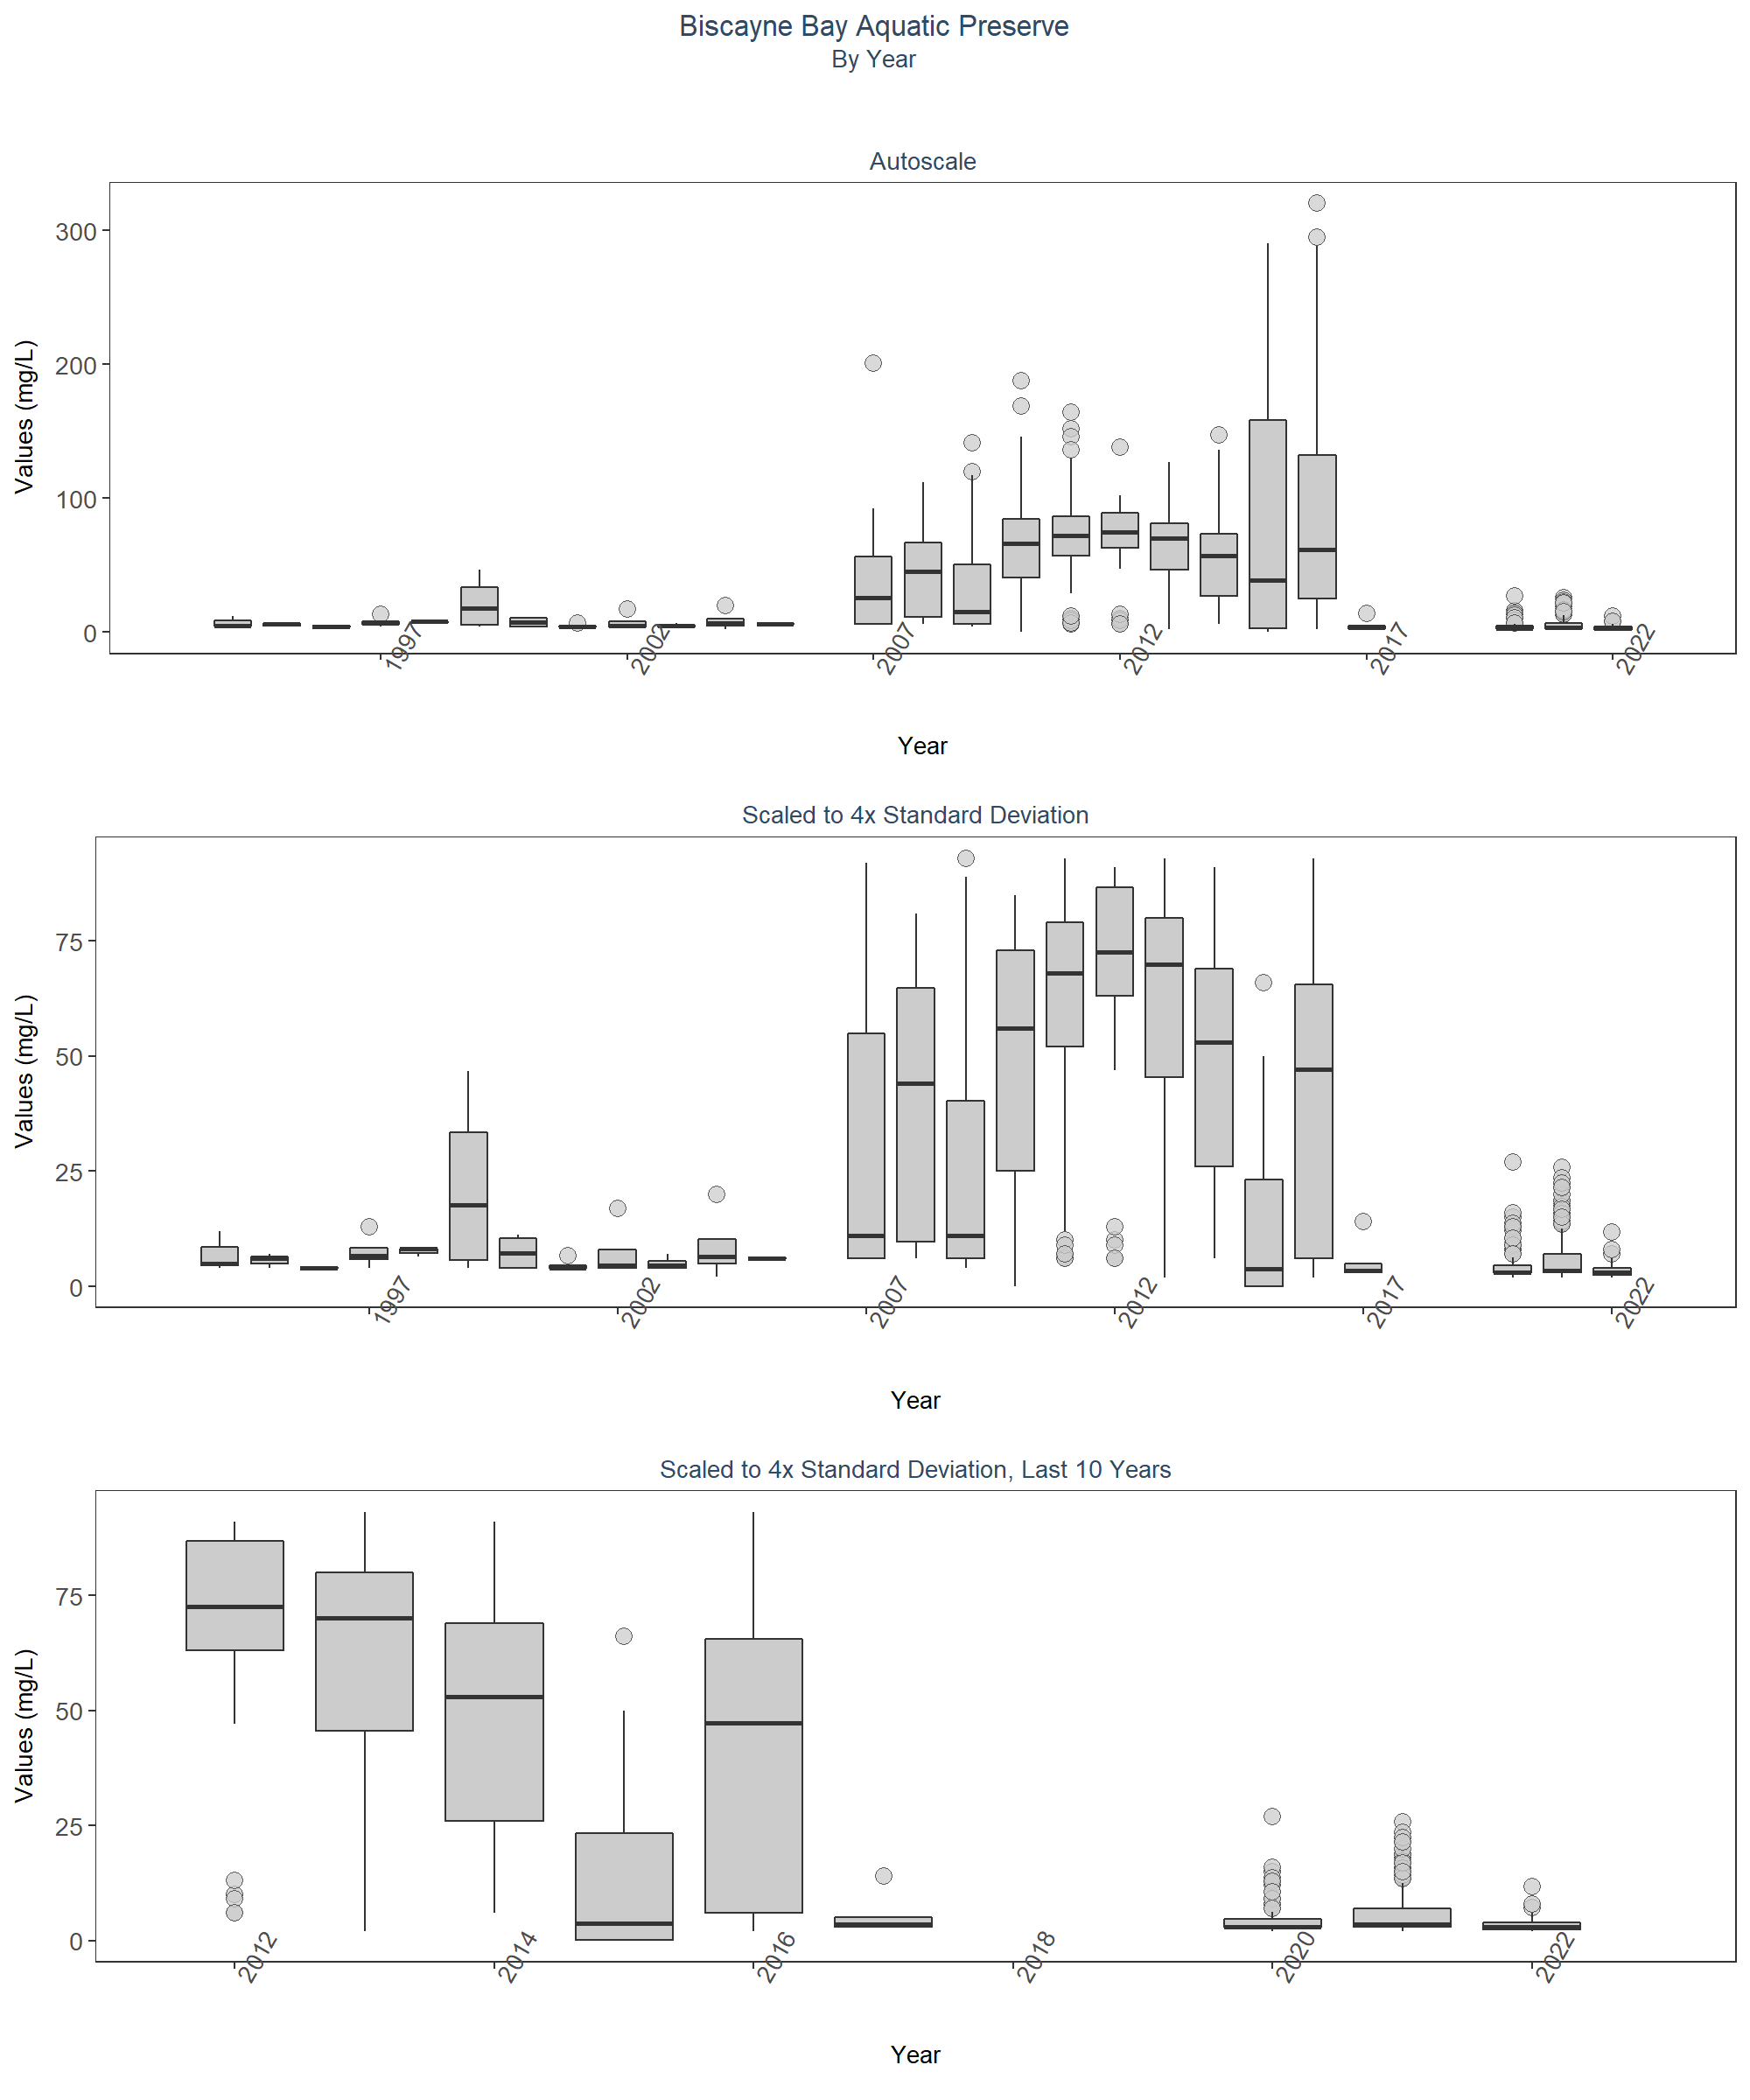 Biscayne Bay Aquatic Preserve
By Year
Autoscale
Values (mg/L)
300
200
100
0
1997
2002
2007
2012
2017
2022
Year
Scaled to 4x Standard Deviation
Values (mg/L)
75
50
25
0
1997
2002
2007
2012
2017
2022
Year
Scaled to 4x Standard Deviation, Last 10 Years
Values (mg/L)
75
50
25
0
2012
2014
2016
2018
2020
2022
Year